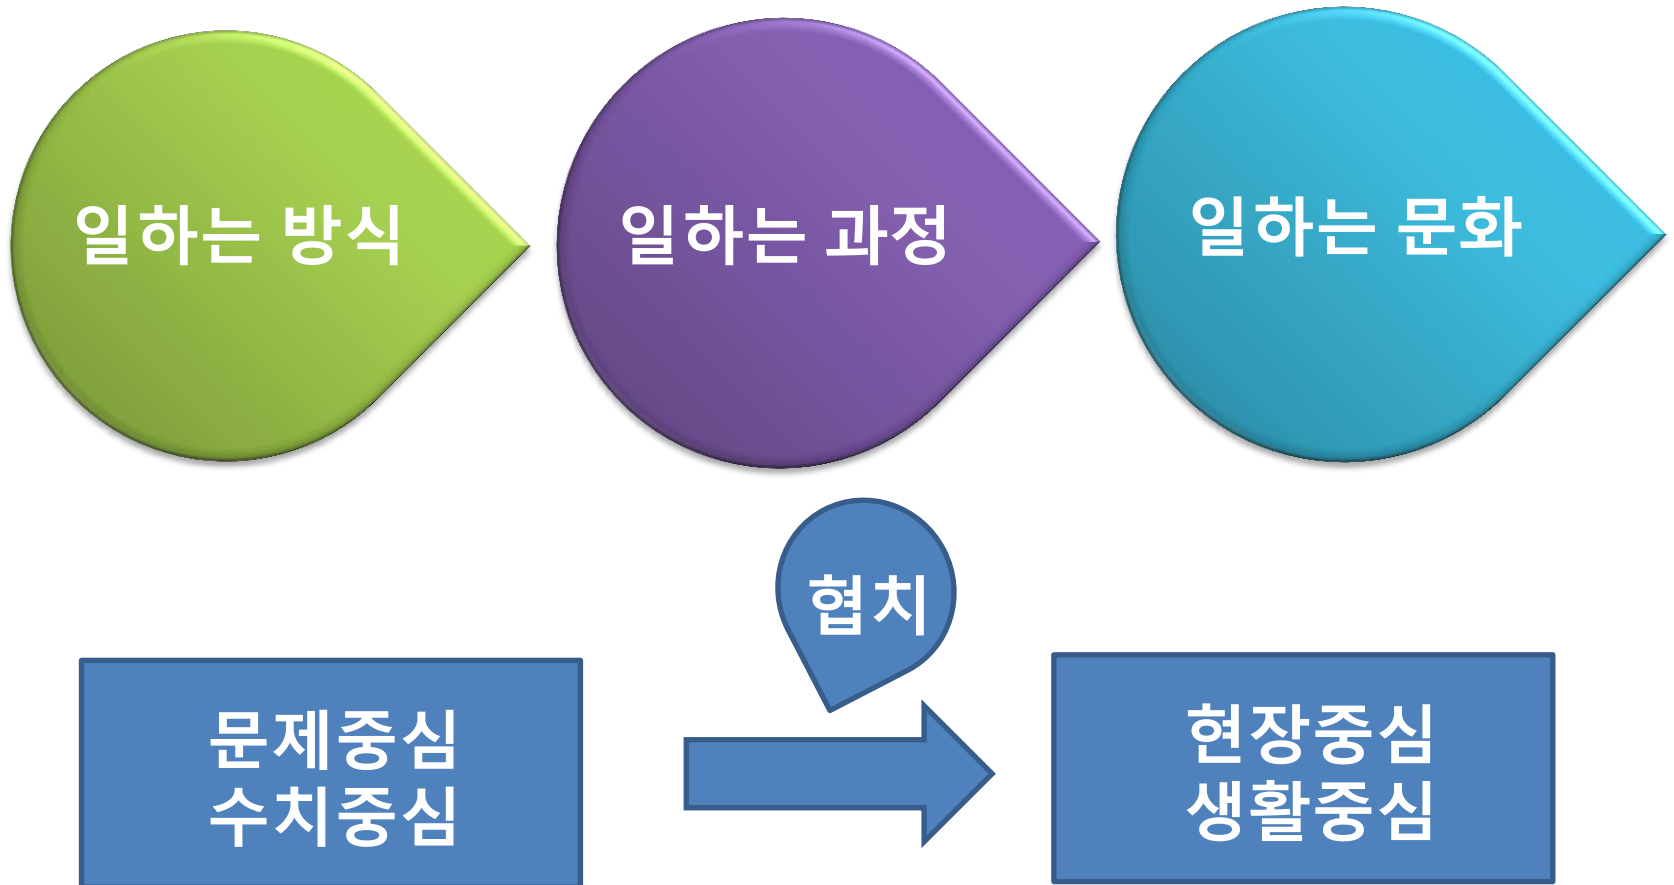 일하는 방식
일하는 과정
일하는 문화
협치
문제중심
수치중심
현장중심
생활중심